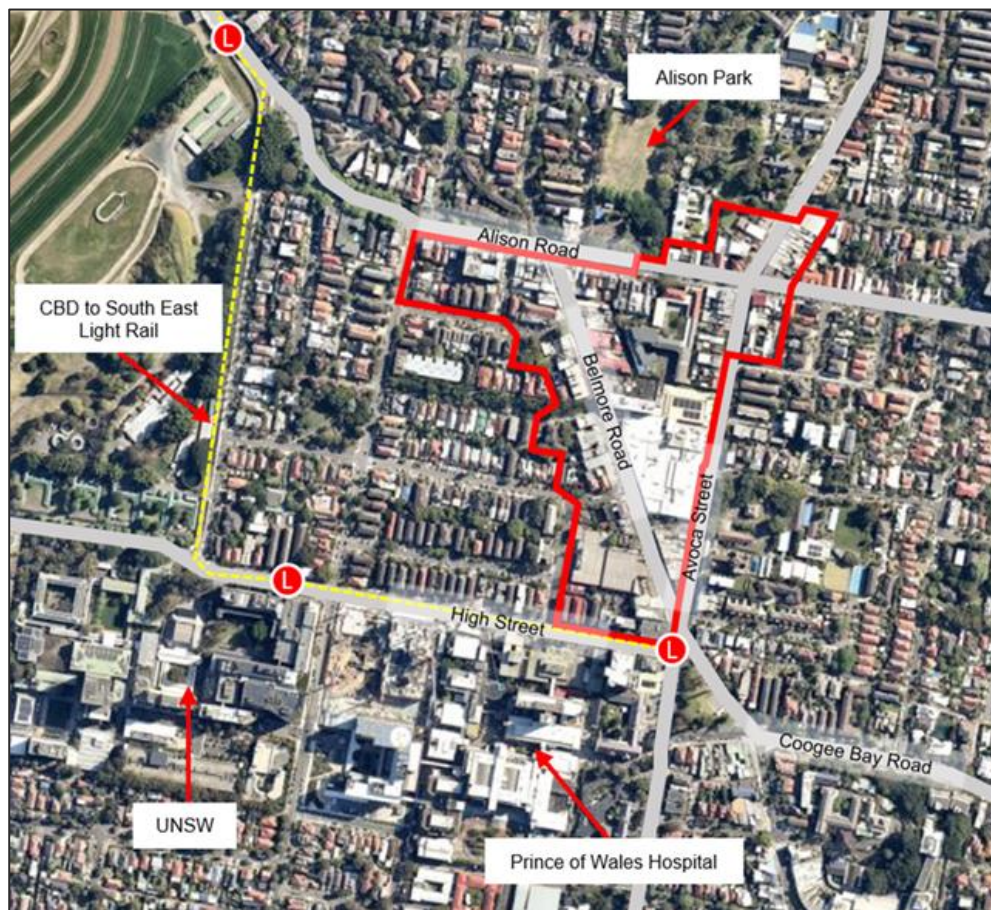 L
Alison Park
Alison Road
CBD to South East
Light Rail
Belmore Road
Avoca Street
L
High Street
L
Coogee Bay Road
UNSW
Prince of Wales Hospital